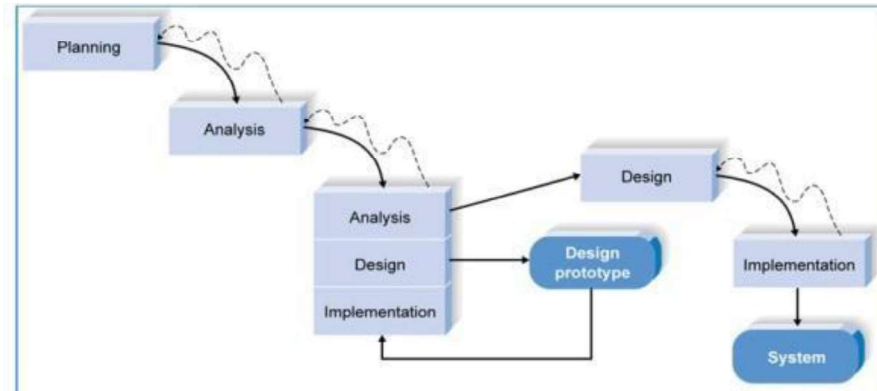 Planning
Analysis
Analysis
Design
Implementation
Design
prototype
Design
Implementation
System